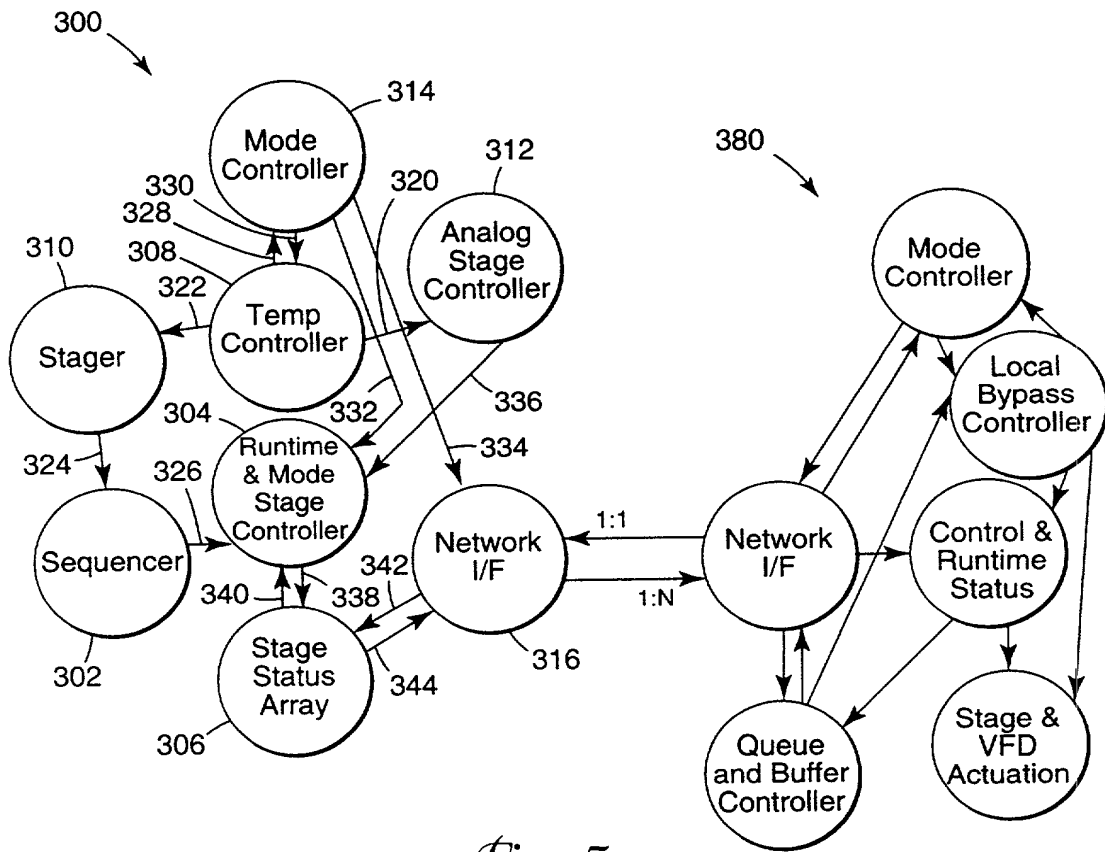 300
314
Mode
Controller
330
328
320
312
Analog
Stage
Controller
380
Mode
Controller
310
308
322
Temp
Controller
Stager
332
336
334
Local
Bypass
Controller
304
Runtime
& Mode
Stage
Controller
324
326
Sequencer
302
340
338
342
344
Network
I/F
316
1:1
1:N
Network
I/F
Control &
Runtime
Status
Stage
Status
Array
306
Queue
and Buffer
Controller
Stage &
VFD
Actuation